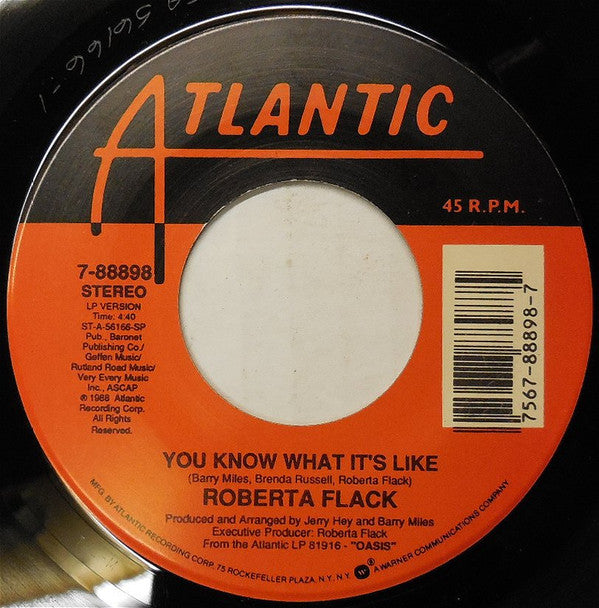 ATLANTIC
45 R.P.M.
7-88898
STEREO
LP VERSION
Time: 4:40
ST-A-56166-SP
Pub., Baronet
Publishing Co./
Geffen Music/
Rutland Road Music/
Very Every Music
Inc., ASCAP
℗ 1988 Atlantic
Recording Corp.
All Rights
Reserved.
7567-88898-7
YOU KNOW WHAT IT'S LIKE
(Barry Miles, Brenda Russell, Roberta Flack)
ROBERTA FLACK
Produced and Arranged by Jerry Hey and Barry Miles
Executive Producer: Roberta Flack
From the Atlantic LP 81916 - "OASIS"
MFG. BY ATLANTIC RECORDING CORP. 75 ROCKEFELLER PLAZA, N.Y. N.Y. ® A WARNER COMMUNICATIONS COMPANY
56166-1